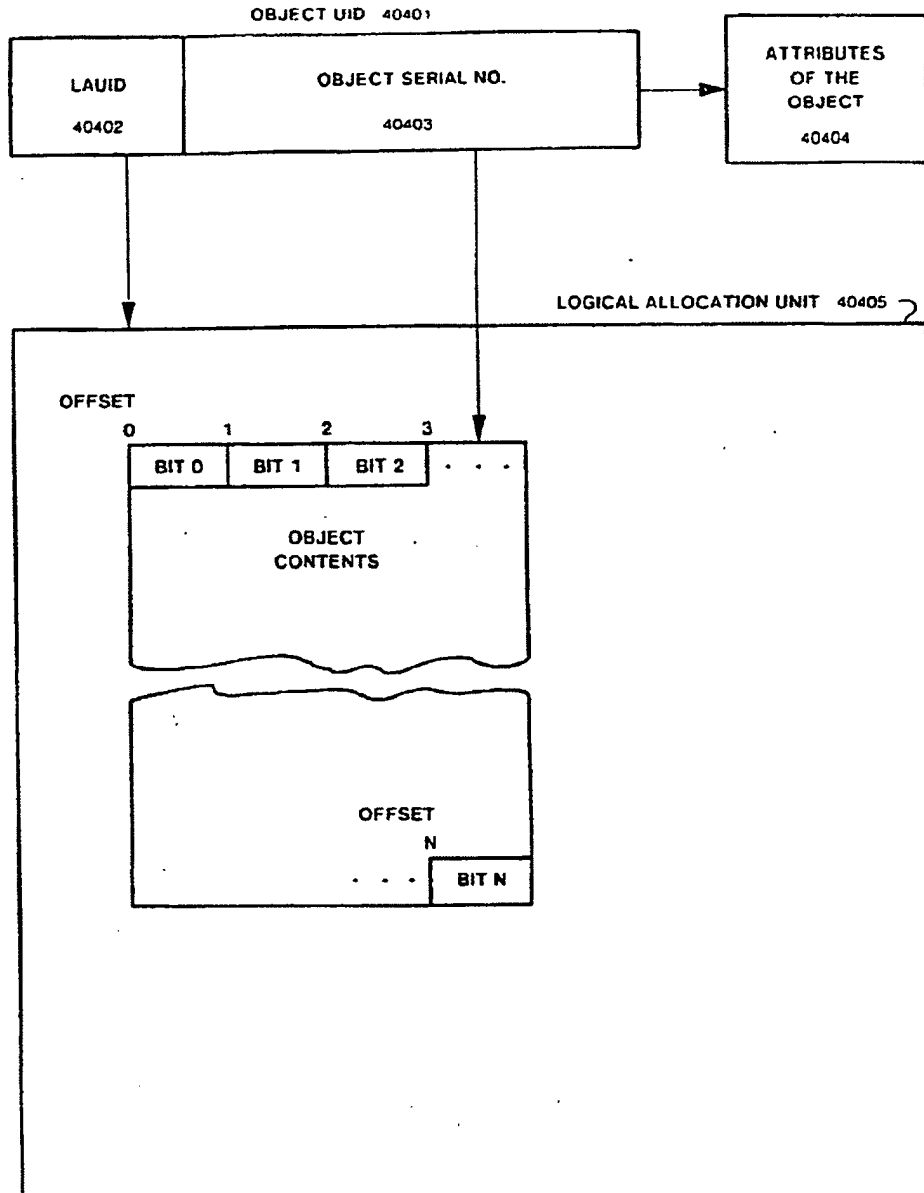 OBJECT UID 40401
LAUID
40402
OBJECT SERIAL NO.
40403
ATTRIBUTES
OF THE
OBJECT
40404
LOGICAL ALLOCATION UNIT 40405
OFFSET
0 1 2 3
BIT 0 BIT 1 BIT 2 . . .
OBJECT
CONTENTS
OFFSET
N
. . . BIT N